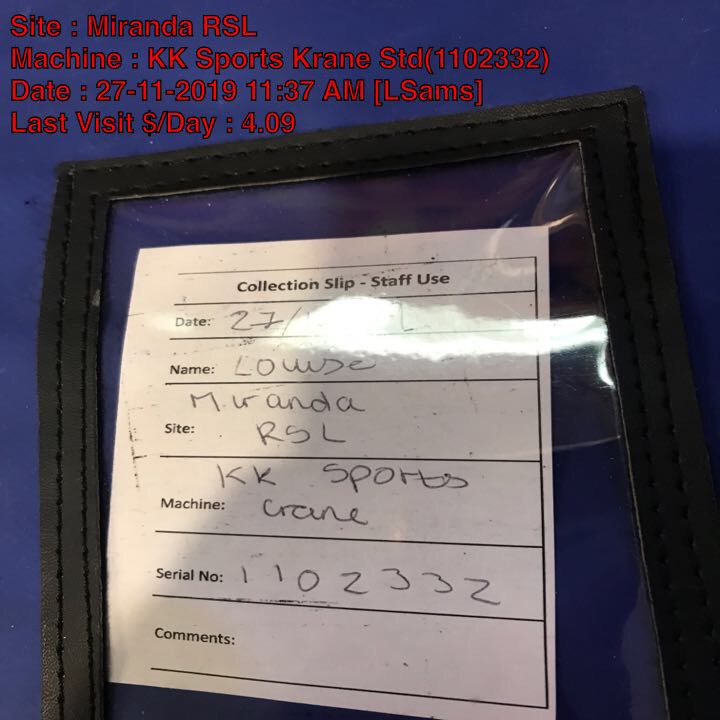 Site : Miranda RSL
Machine : KK Sports Krane Std(1102332)
Date : 27-11-2019 11:37 AM [LSams]
Last Visit $/Day : 4.09
Collection Slip - Staff Use
Date: 27/
Name: Louise
Miranda
Site: RSL
KK Sports
Machine: Crane
Serial No: 1102332
Comments: